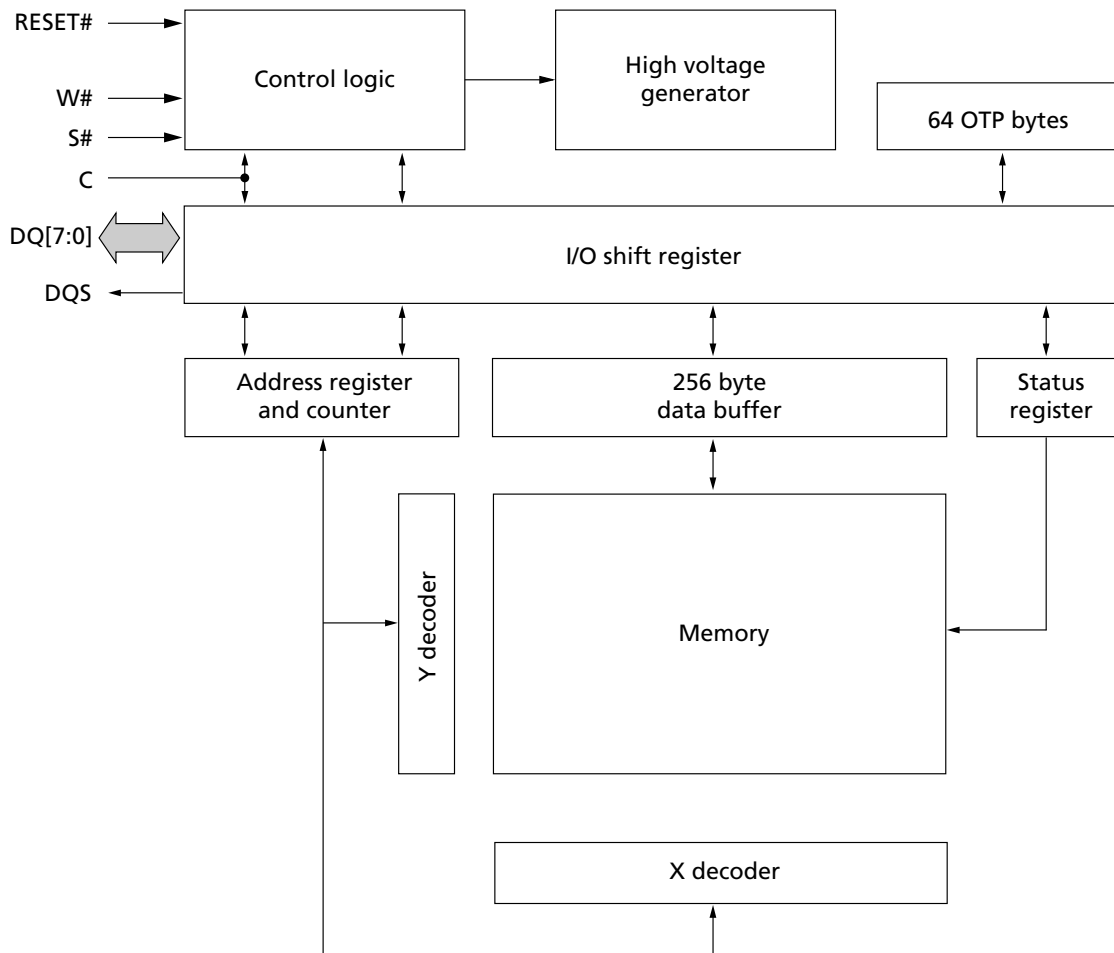 RESET#
Control logic
High voltage
generator
W#
64 OTP bytes
S#
C
DQ[7:0]
I/O shift register
DQS
Address register
and counter
256 byte
data buffer
Status
register
Y decoder
Memory
X decoder